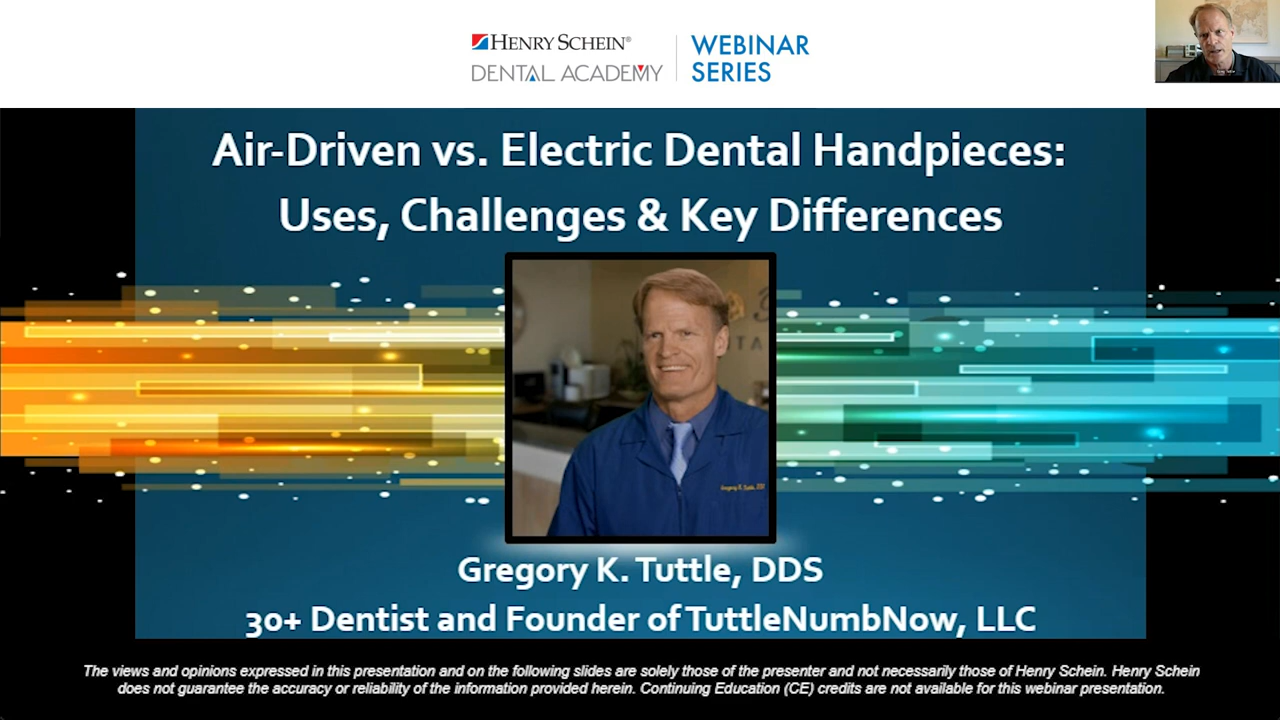 HENRY SCHEIN®
DENTAL ACADEMY
WEBINAR
SERIES
Air-Driven vs. Electric Dental Handpieces:
Uses, Challenges & Key Differences
Gregory K. Tuttle, DDS
Gregory K. Tuttle, DDS
30+ Dentist and Founder of TuttleNumbNow, LLC
The views and opinions expressed in this presentation and on the following slides are solely those of the presenter and not necessarily those of Henry Schein. Henry Schein
does not guarantee the accuracy or reliability of the information provided herein. Continuing Education (CE) credits are not available for this webinar presentation.